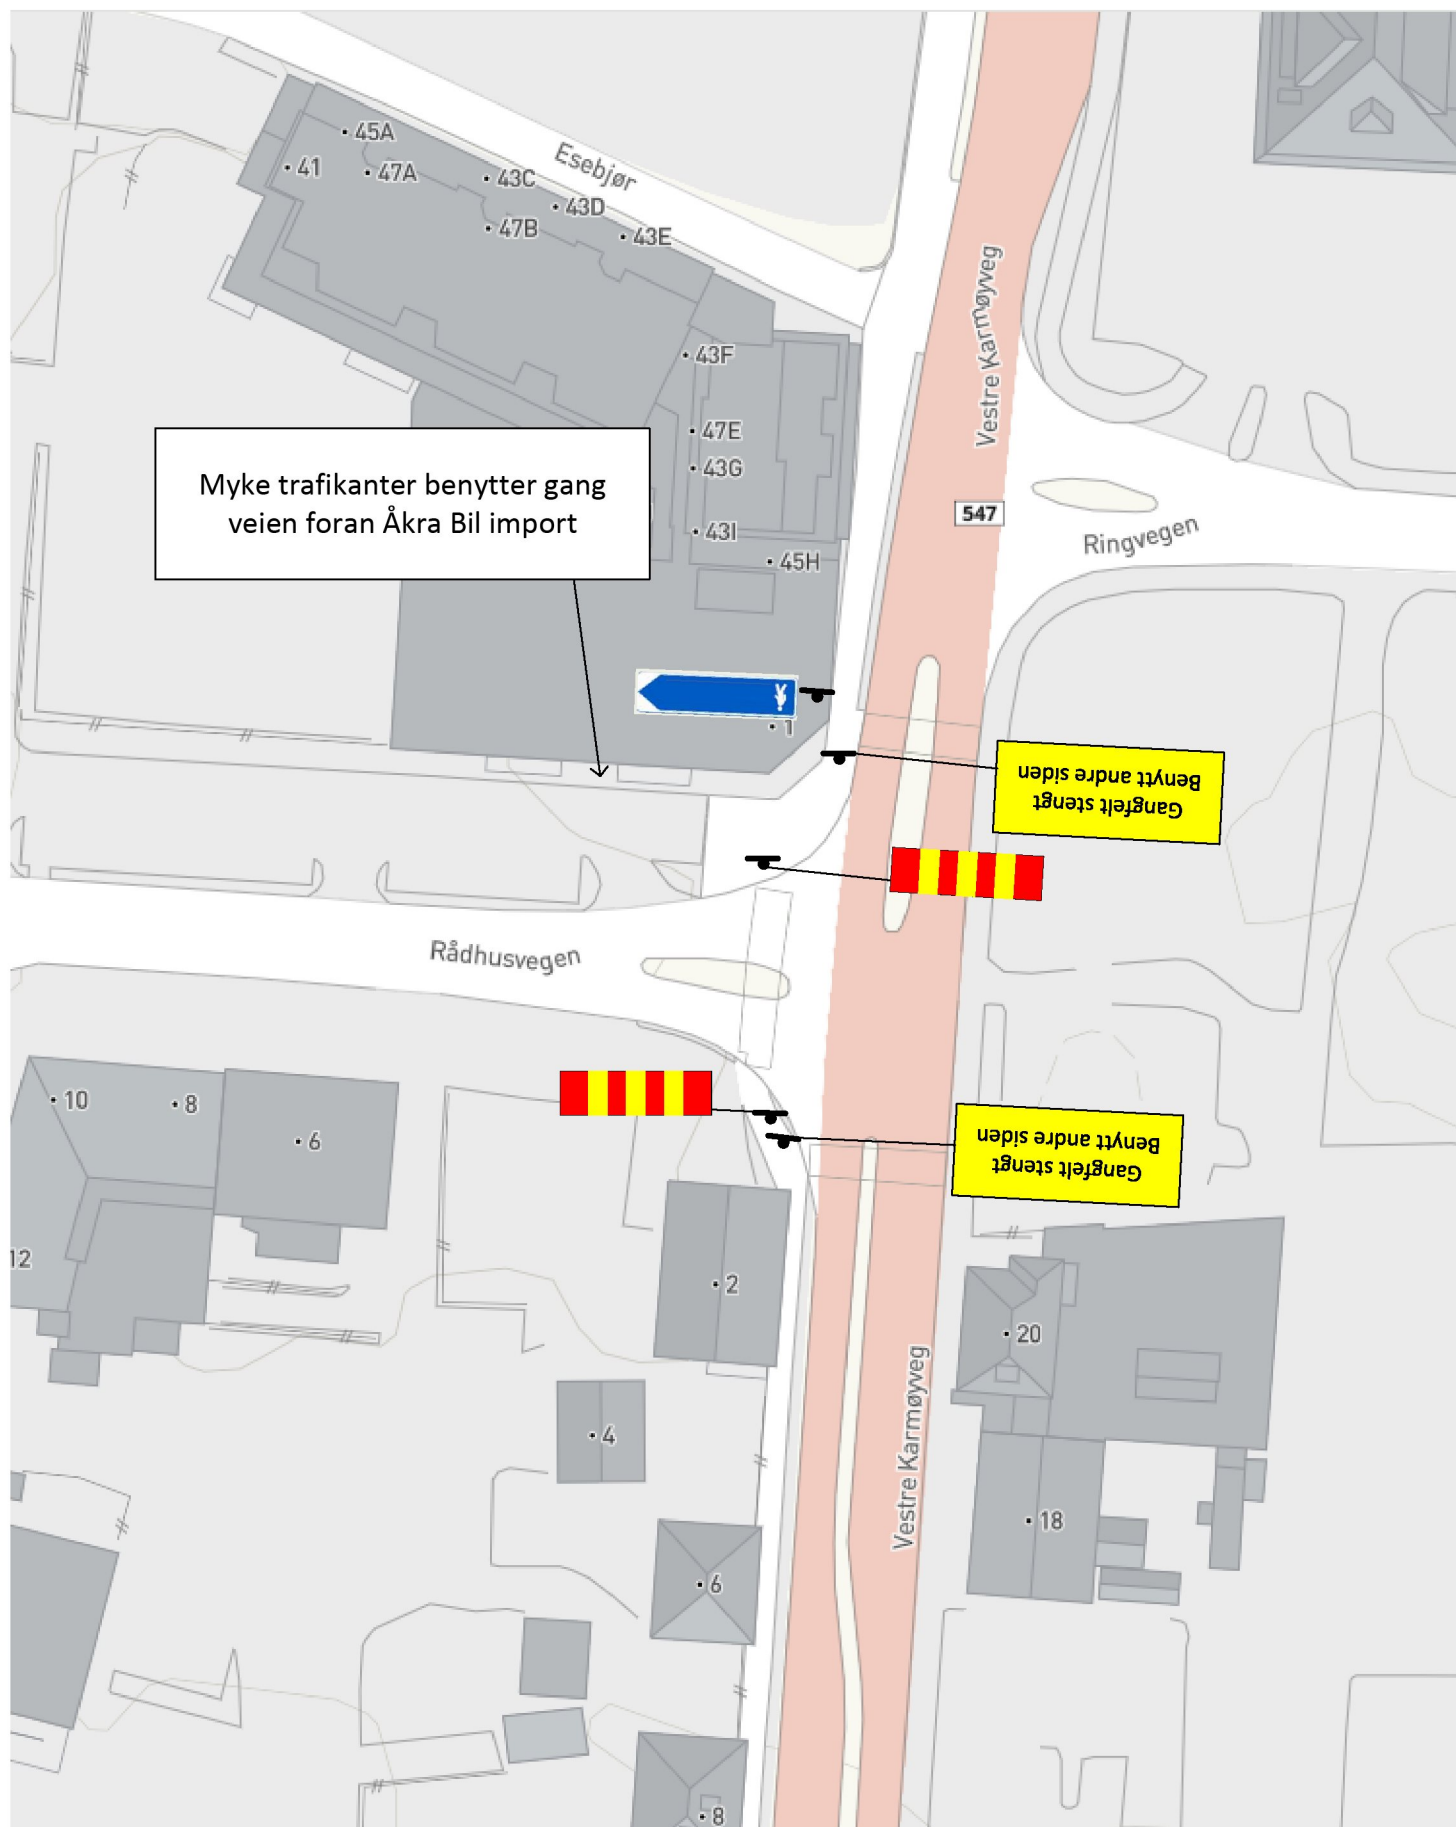 45A
41
47A
43C
Esebjør
43D
47B
43E
Vestre Karmøyveg
43F
47E
43G
Myke trafikanter benytter gang
veien foran Åkra Bil import
547
Ringvegen
43I
45H
1
Gangfelt stengt
Benytt andre siden
Rådhusvegen
10
8
6
Gangfelt stengt
Benytt andre siden
12
2
20
Vestre Karmøyveg
4
18
6
8